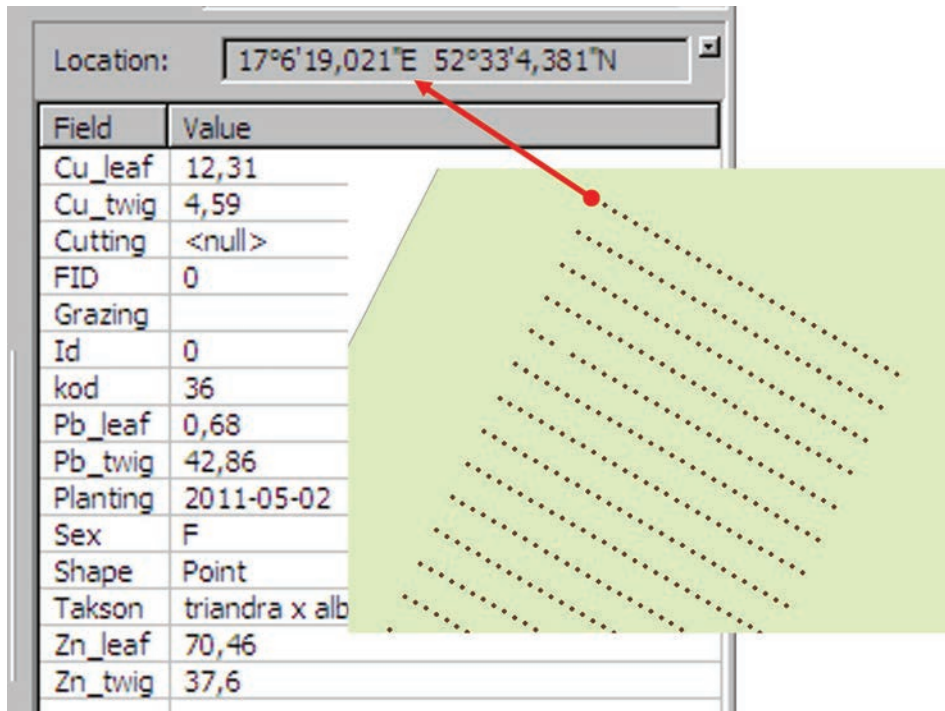 Location: 17°6'19,021"E 52°33'4,381"N
Field Value
Cu_leaf 12,31
Cu_twig 4,59
Cutting <null>
FID 0
Grazing
Id 0
kod 36
Pb_leaf 0,68
Pb_twig 42,86
Planting 2011-05-02
Sex F
Shape Point
Takson triandra x alb
Zn_leaf 70,46
Zn_twig 37,6